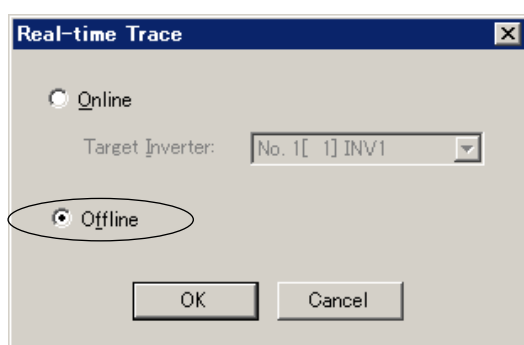 Real-time Trace
Online
Target Inverter: No. 1[ 1] INV1
Offline
OK Cancel